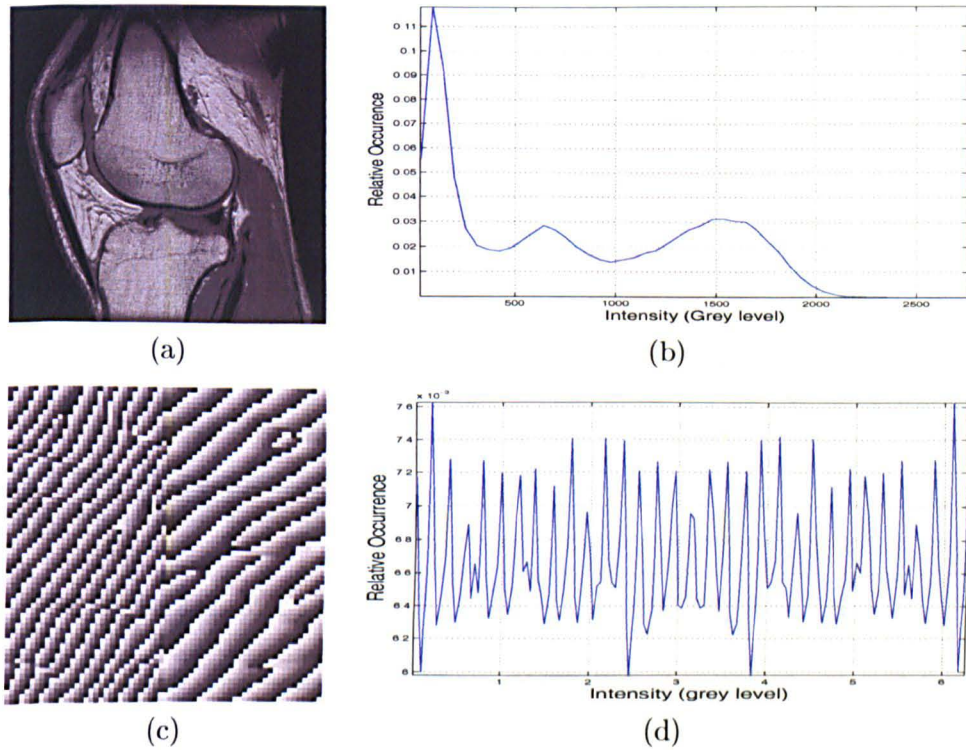 0.11
0.1
0.09
0.08
0.07
0.06
0.05
0.04
0.03
0.02
0.01
Relative Occurence
500 1000 1500 2000 2500
Intensity (Grey level)
(a)
(b)
× 10⁻³
7.6
7.4
7.2
7
6.8
6.6
6.4
6.2
6
Relative Occurrence
1 2 3 4 5 6
Intensity (grey level)
(c)
(d)